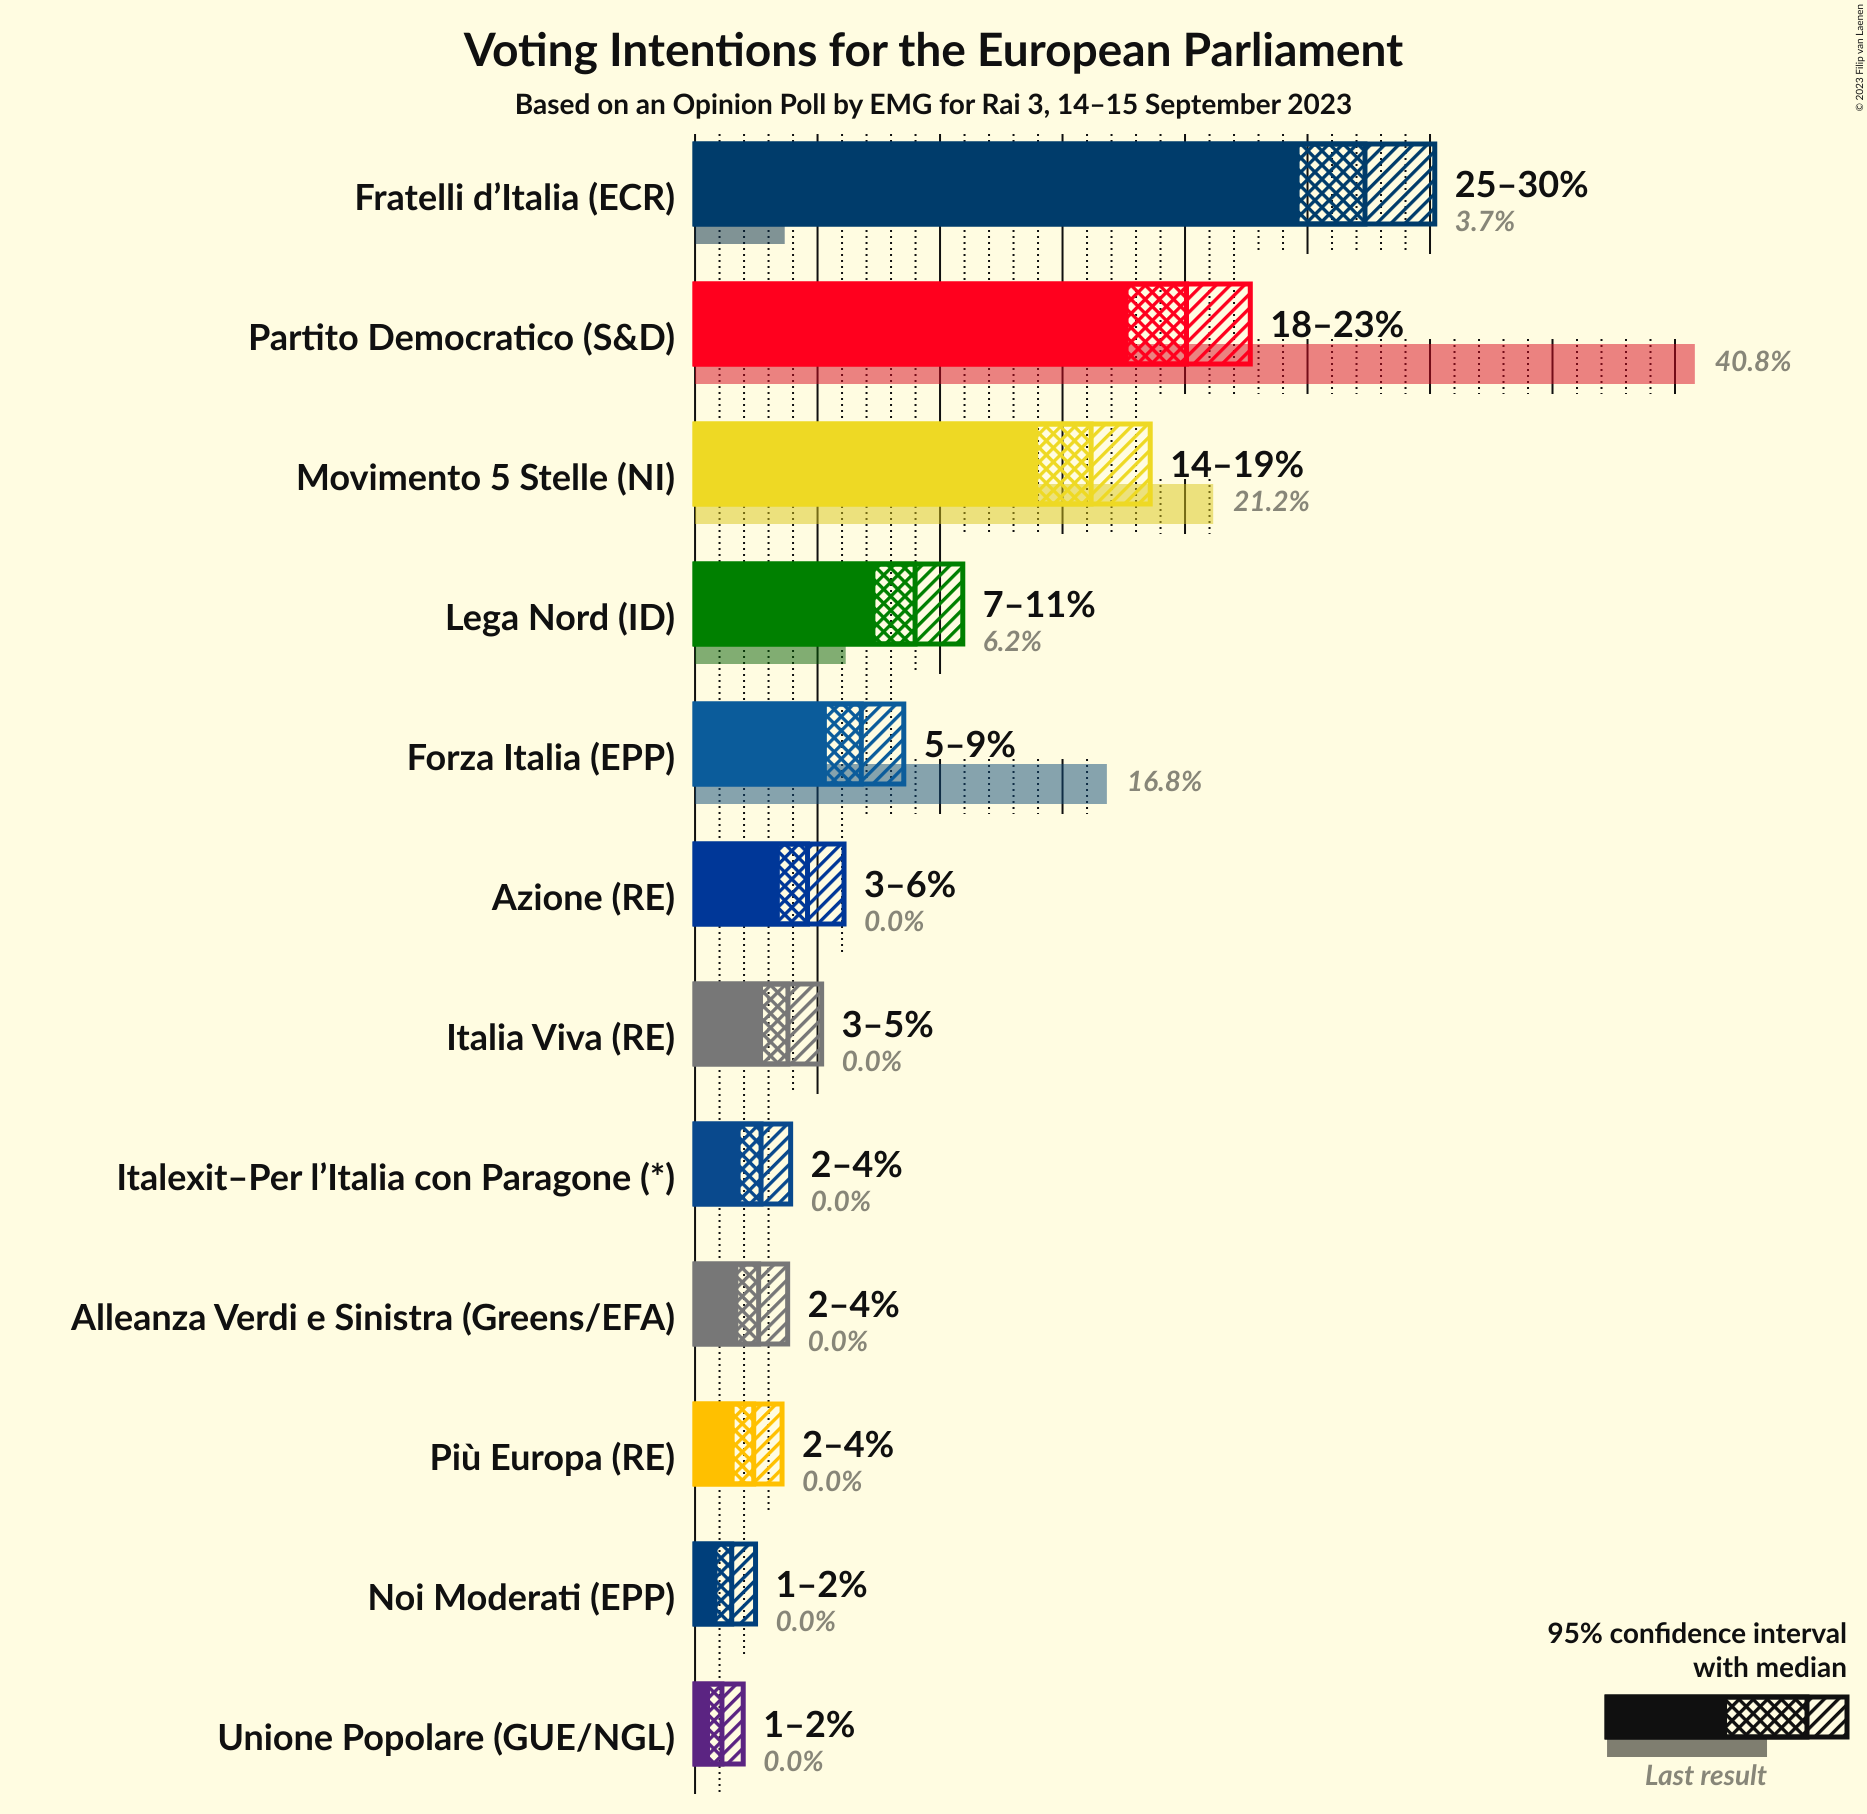 Voting Intentions for the European Parliament
Based on an Opinion Poll by EMG for Rai 3, 14–15 September 2023
© 2023 Filip van Laenen
Fratelli d’Italia (ECR)
25–30%
3.7%
Partito Democratico (S&D)
18–23%
40.8%
Movimento 5 Stelle (NI)
14–19%
21.2%
Lega Nord (ID)
7–11%
6.2%
Forza Italia (EPP)
5–9%
16.8%
Azione (RE)
3–6%
0.0%
Italia Viva (RE)
3–5%
0.0%
Italexit–Per l’Italia con Paragone (*)
2–4%
0.0%
Alleanza Verdi e Sinistra (Greens/EFA)
2–4%
0.0%
Più Europa (RE)
2–4%
0.0%
Noi Moderati (EPP)
1–2%
0.0%
Unione Popolare (GUE/NGL)
1–2%
0.0%
95% confidence interval
with median
Last result